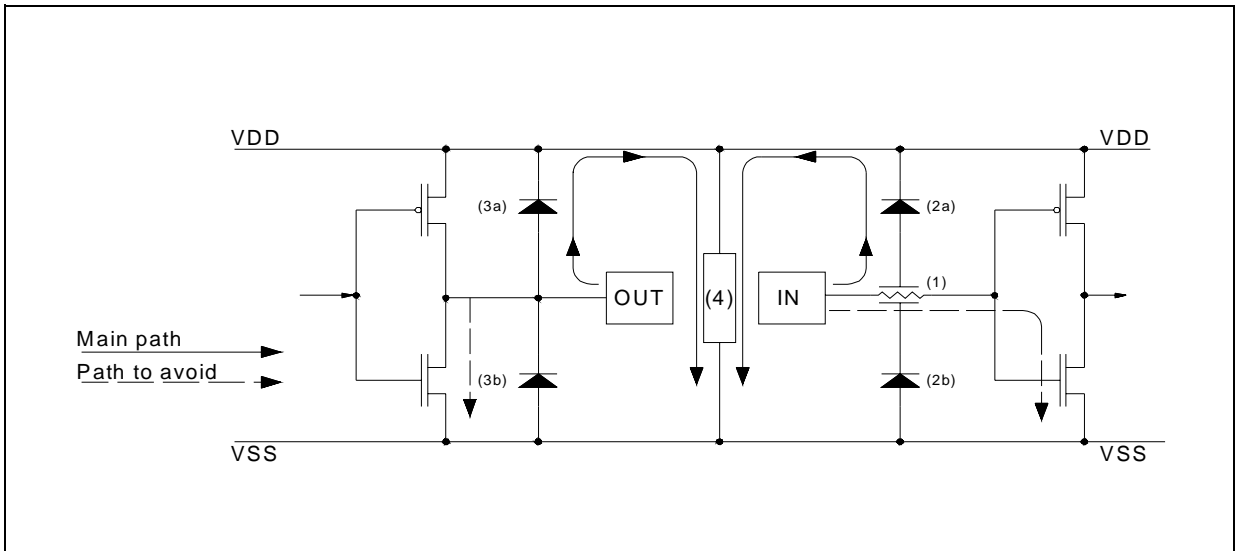 VDD VDD
(3a) (2a)
(1)
OUT (4) IN
Main path
Path to avoid
(3b) (2b)
VSS VSS